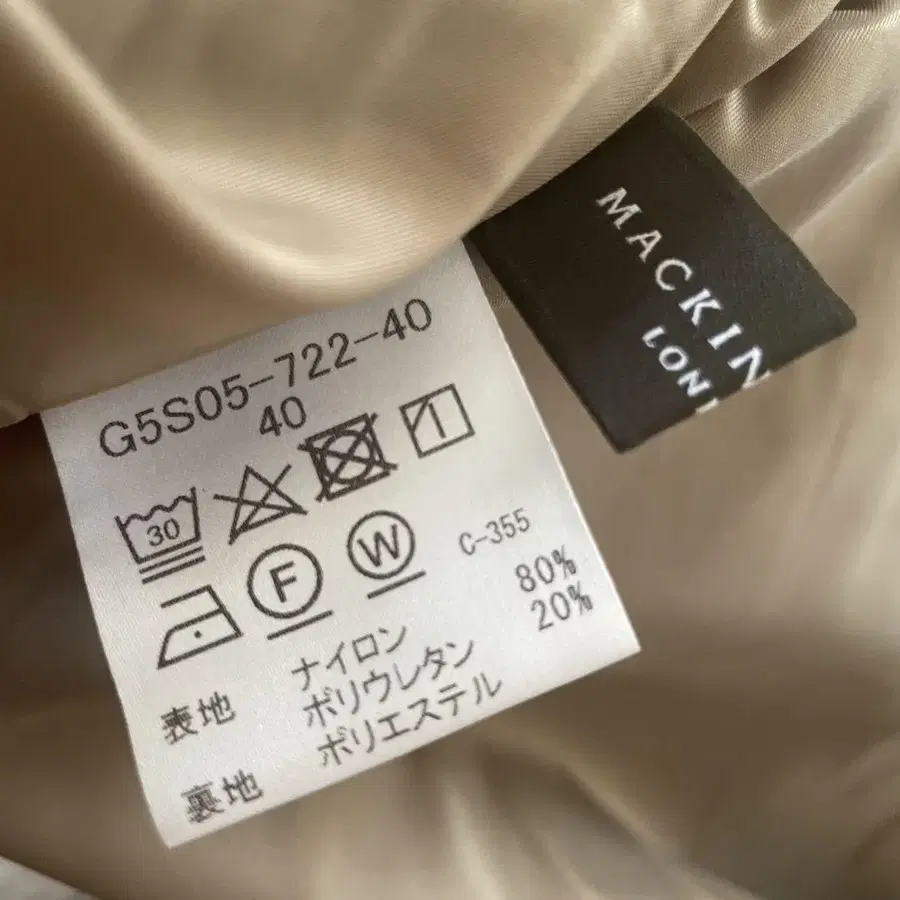 MACKIN
LON
G5S05-722-40
40
30
F W C-355
表地 ナイロン 80%
ポリウレタン 20%
裏地 ポリエステル